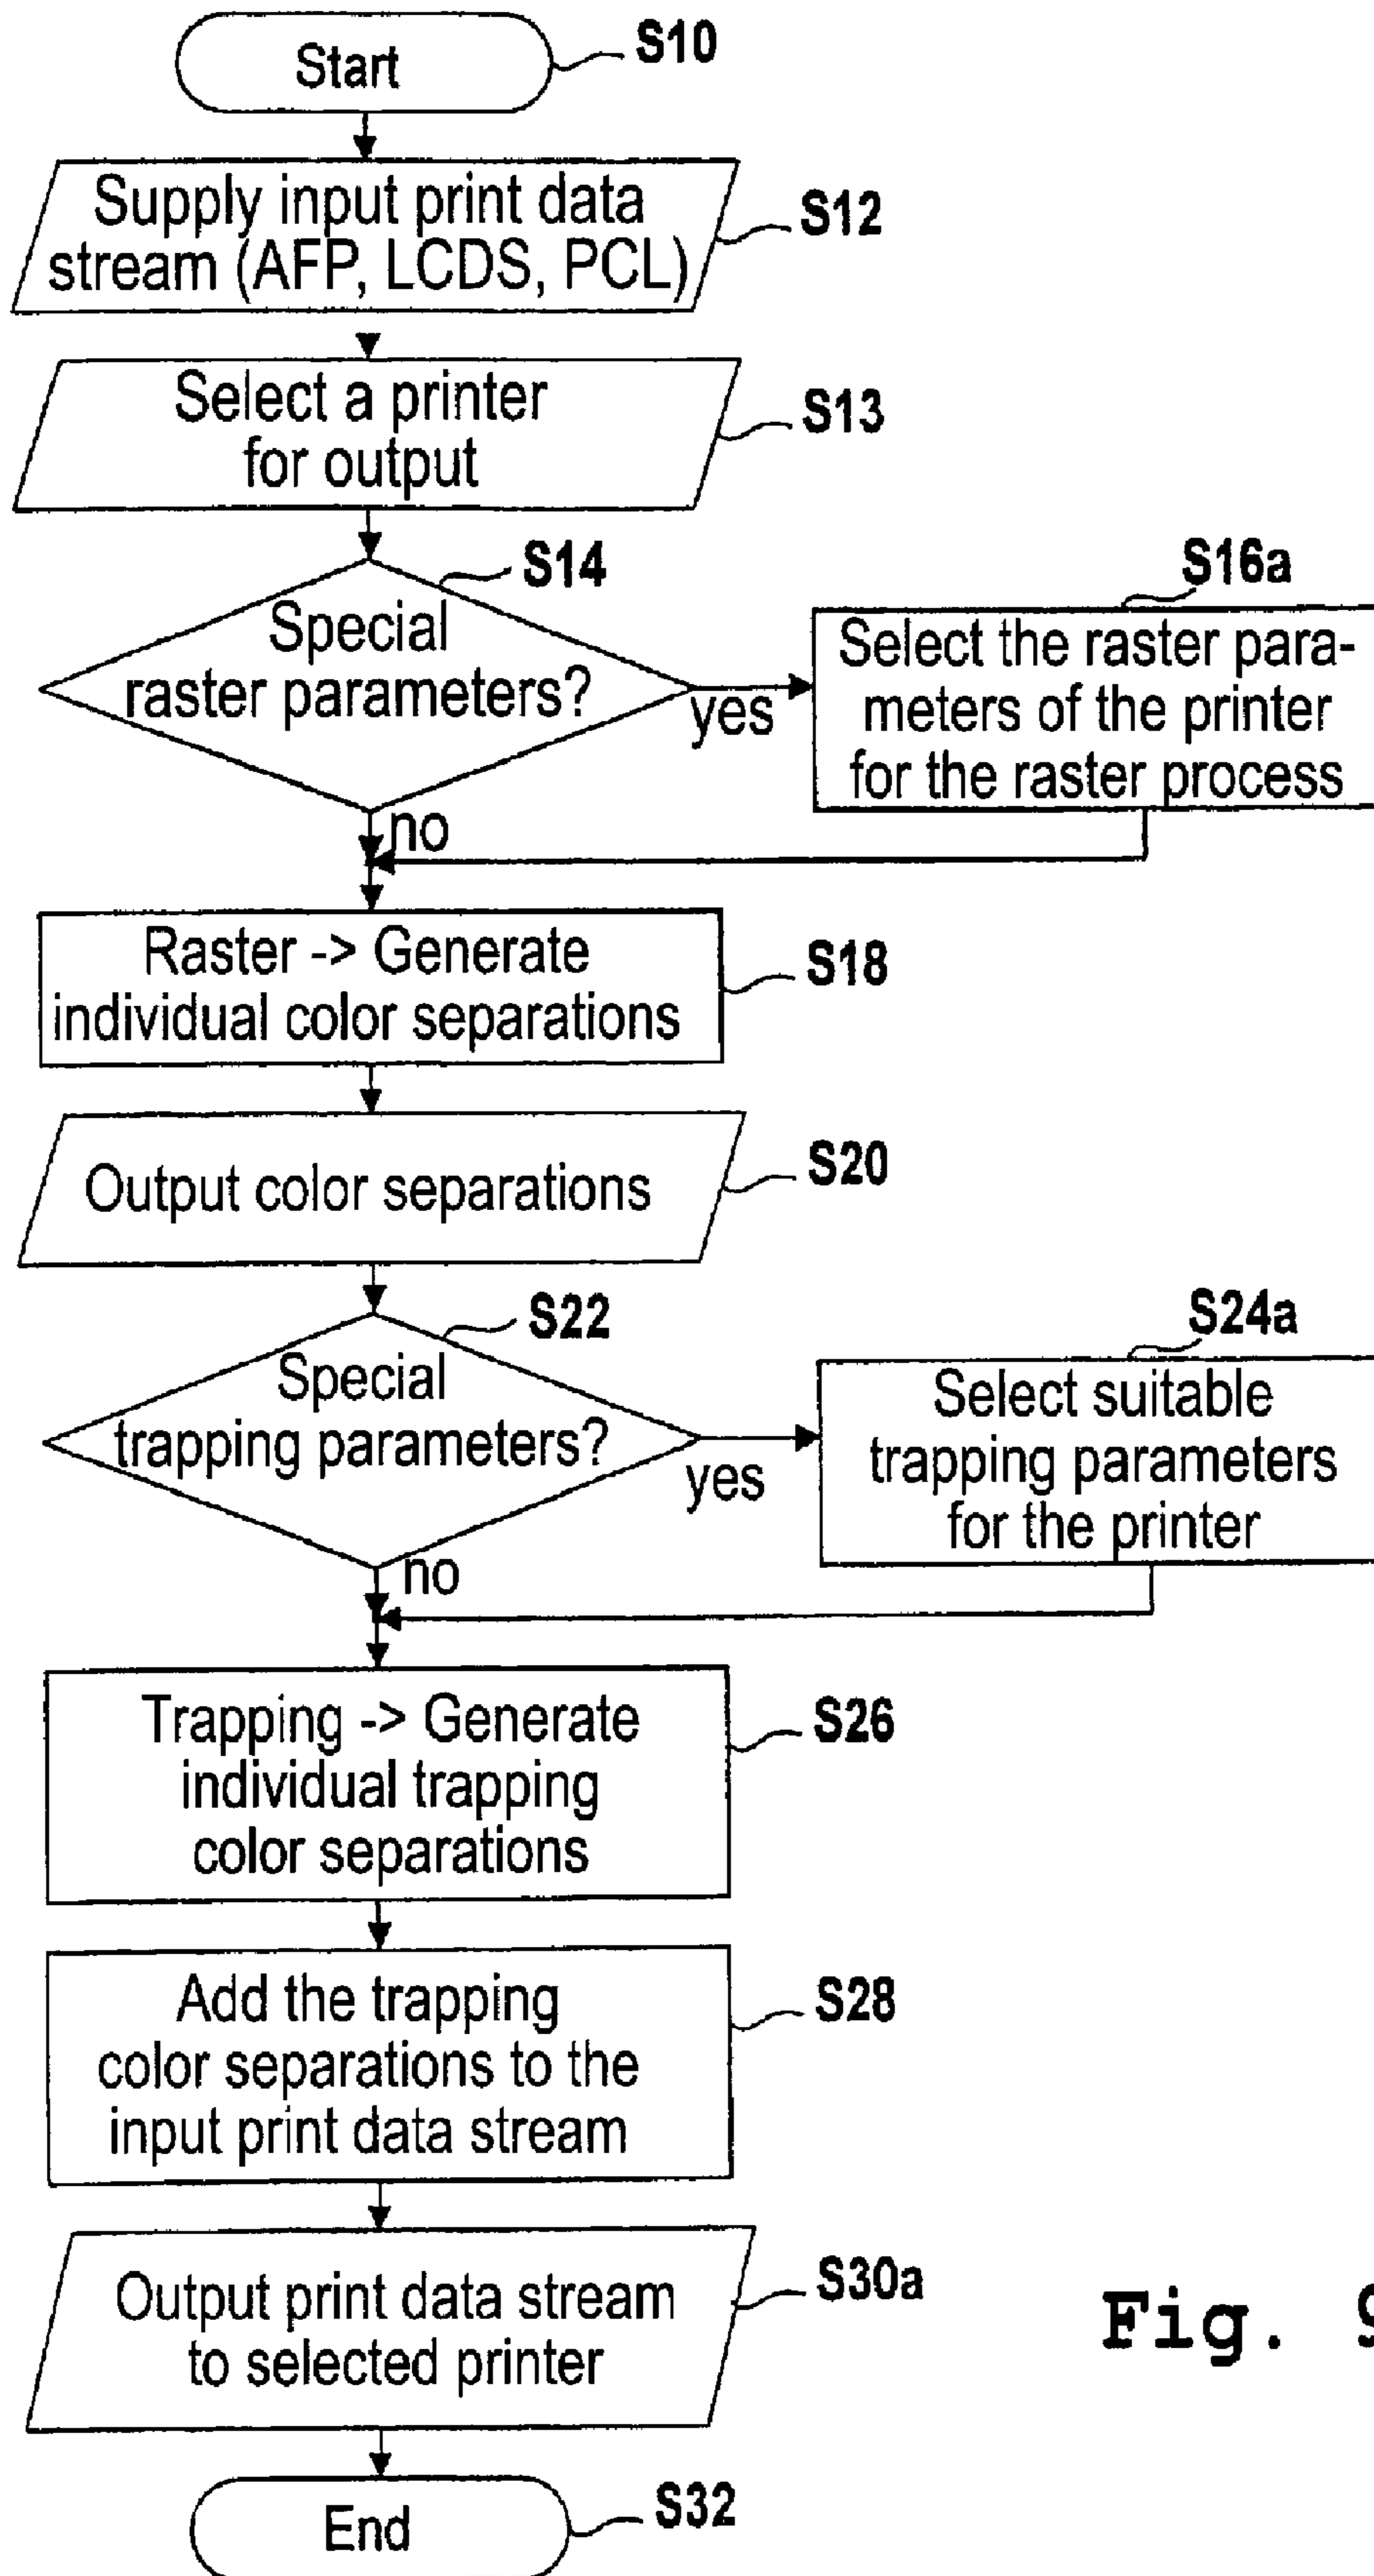 Start
S10
Supply input print data
stream (AFP, LCDS, PCL)
S12
Select a printer
for output
S13
S14
Special
raster parameters?
yes
no
S16a
Select the raster para-
meters of the printer
for the raster process
Raster -> Generate
individual color separations
S18
Output color separations
S20
S22
Special
trapping parameters?
yes
no
S24a
Select suitable
trapping parameters
for the printer
Trapping -> Generate
individual trapping
color separations
S26
Add the trapping
color separations to the
input print data stream
S28
Output print data stream
to selected printer
S30a
Fig. 9
End
S32